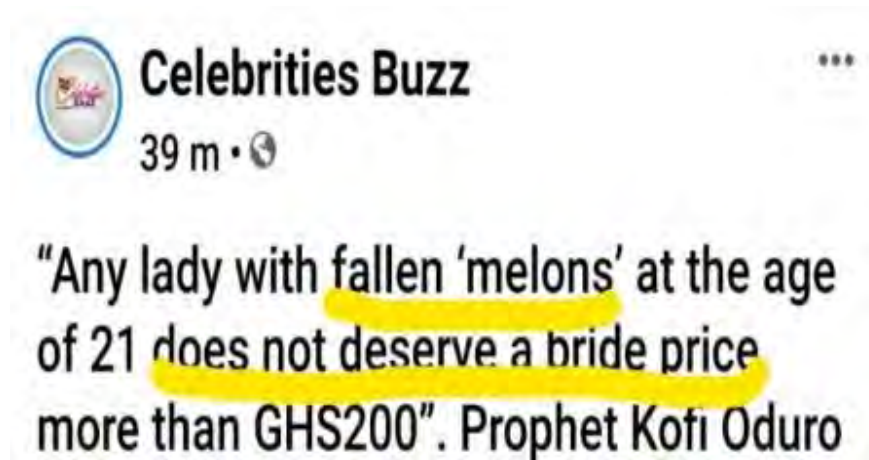 Celebrities Buzz
39 m •
“Any lady with fallen ‘melons’ at the age
of 21 does not deserve a bride price
more than GHS200”. Prophet Kofi Oduro